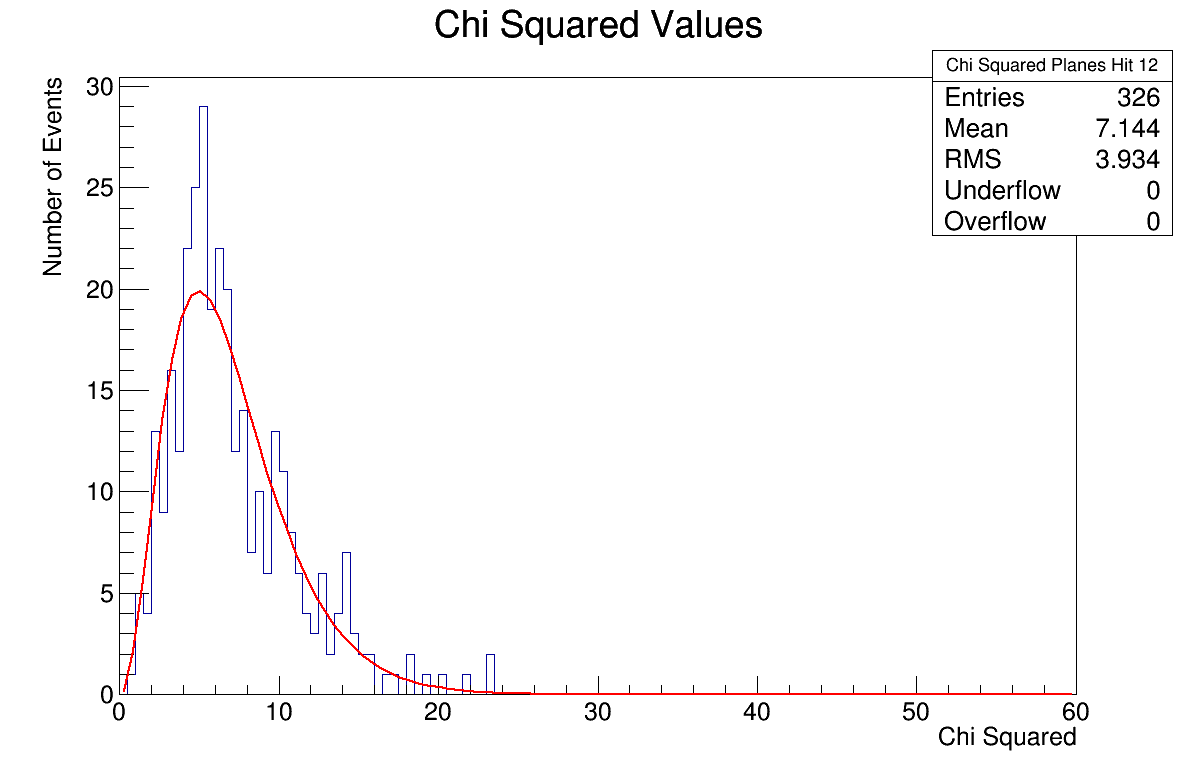 Chi Squared Values
Chi Squared Planes Hit 12
Entries 326
Mean 7.144
RMS 3.934
Underflow 0
Overflow 0
Number of Events
30
25
20
15
10
5
0
0 10 20 30 40 50 60
Chi Squared